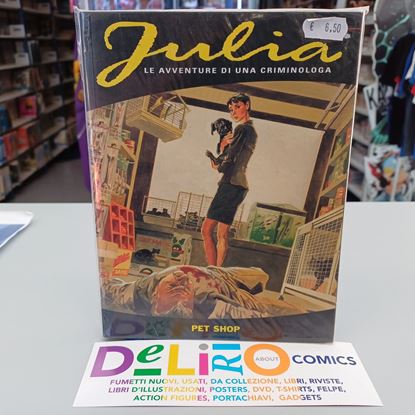 Julia
€ 6,50
LE AVVENTURE DI UNA CRIMINOLOGA
PET SHOP
DeLiRiO ABOUT COMICS
FUMETTI NUOVI, USATI, DA COLLEZIONE, LIBRI, RIVISTE,
LIBRI D'ILLUSTRAZIONI, POSTERS, DVD, T-SHIRTS, FELPE,
ACTION FIGURES, PORTACHIAVI, GADGETS